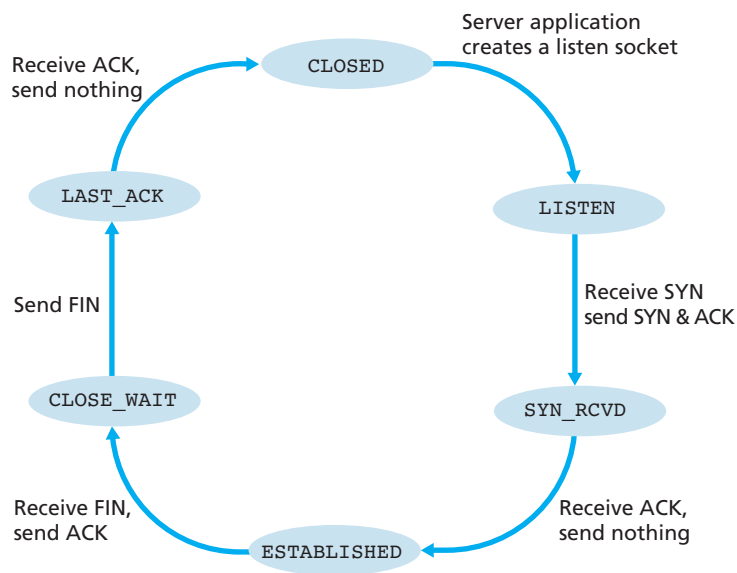 Server application
creates a listen socket
CLOSED
Receive ACK,
send nothing
LAST_ACK
LISTEN
Receive SYN
send SYN & ACK
Send FIN
CLOSE_WAIT
SYN_RCVD
Receive FIN,
send ACK
Receive ACK,
send nothing
ESTABLISHED